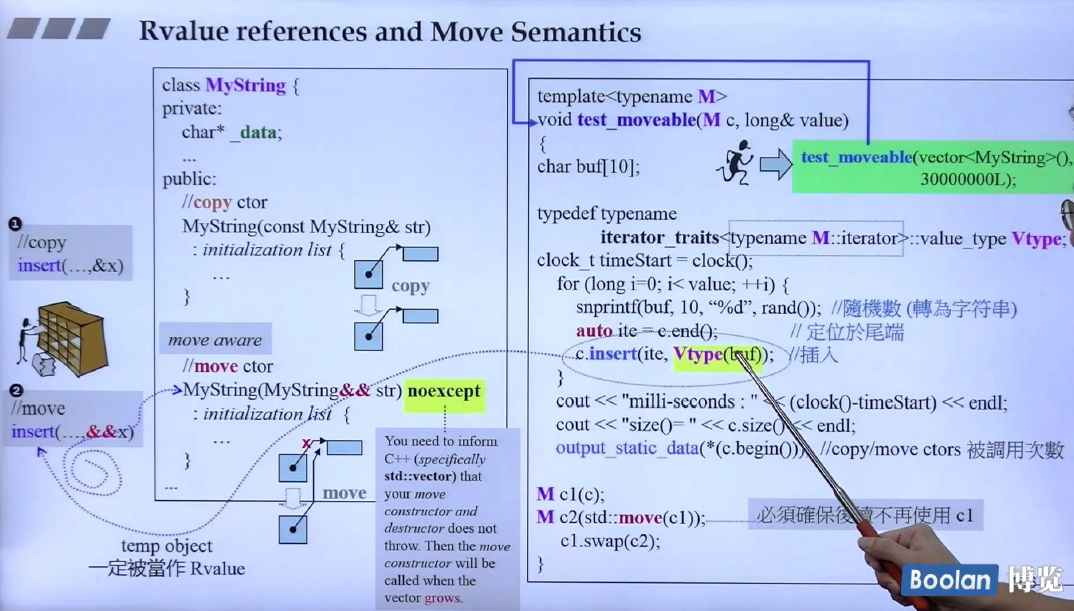 Rvalue references and Move Semantics
class MyString {
private:
char* _data;
...
public:
//copy ctor
MyString(const MyString& str)
: initialization list {
...
}
copy
move aware
//move ctor
MyString(MyString&& str) noexcept
: initialization list {
...
}
...
x
move
❶
//copy
insert(…,&x)
❷
//move
insert(…,&&x)
temp object
一定被當作 Rvalue
You need to inform
C++ (specifically
std::vector) that
your move
constructor and
destructor does not
throw. Then the move
constructor will be
called when the
vector grows.
template<typename M>
void test_moveable(M c, long& value)
{
char buf[10];
test_moveable(vector<MyString>(),
30000000L);
typedef typename
iterator_traits<typename M::iterator>::value_type Vtype;
clock_t timeStart = clock();
for (long i=0; i< value; ++i) {
snprintf(buf, 10, “%d”, rand()); //隨機數 (轉為字符串)
auto ite = c.end(); // 定位於尾端
c.insert(ite, Vtype(buf)); //插入
}
cout << "milli-seconds : " << (clock()-timeStart) << endl;
cout << "size()= " << c.size() << endl;
output_static_data(*(c.begin())); //copy/move ctors 被調用次數
M c1(c);
M c2(std::move(c1)); 必須確保後續不再使用 c1
c1.swap(c2);
}
Boolan 博览